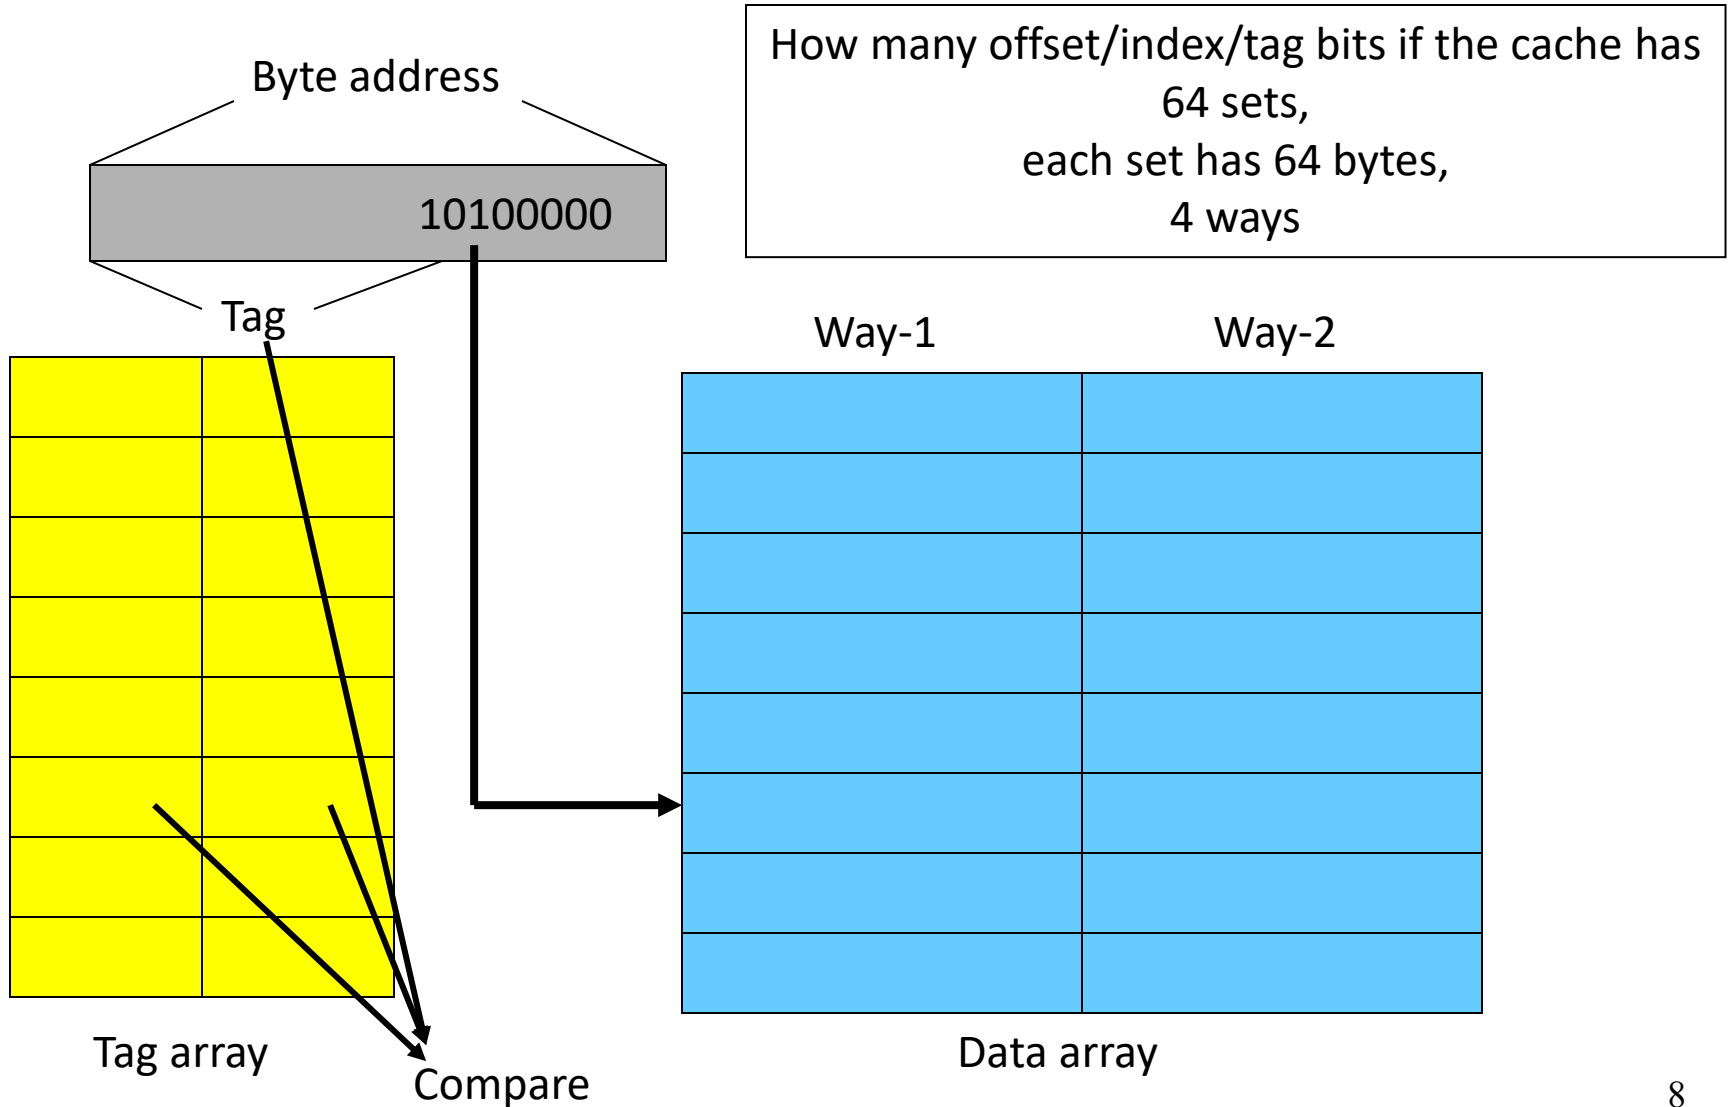 How many offset/index/tag bits if the cache has
64 sets,
each set has 64 bytes,
4 ways
Byte address
10100000
Tag
Way-1
Way-2
Tag array
Data array
Compare
8